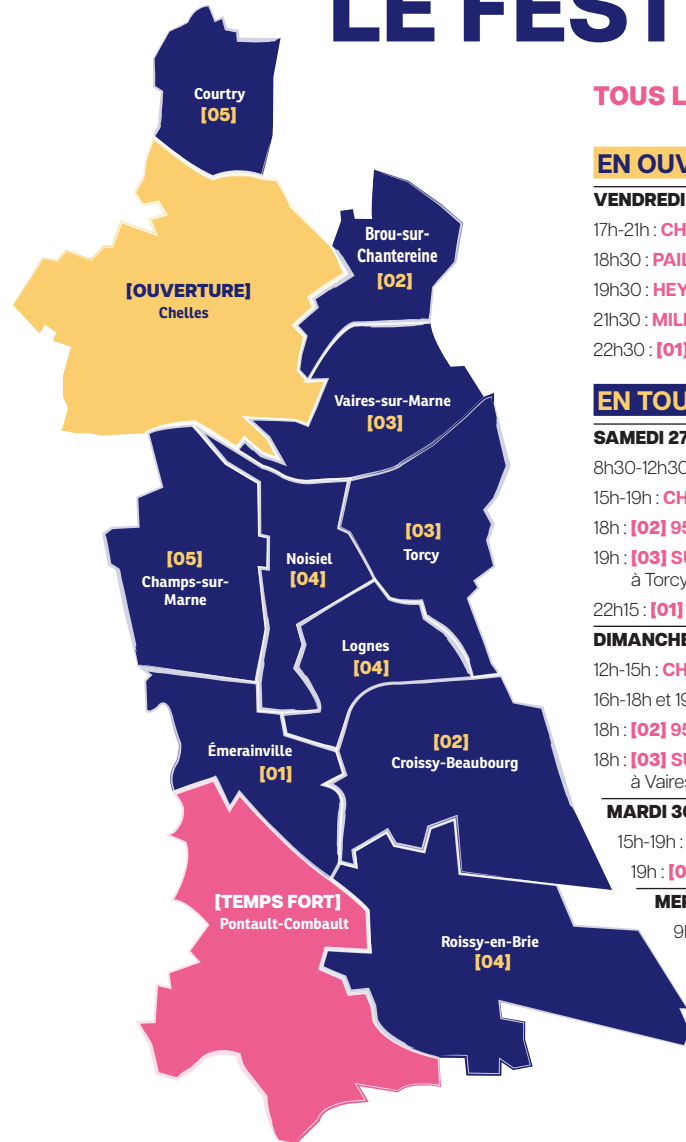 LE FEST
Courtry
[05]
Brou-sur-
Chantereine
[02]
[OUVERTURE]
Chelles
Vaires-sur-Marne
[03]
[03]
Torcy
[05]
Champs-sur-
Marne
Noisiel
[04]
Lognes
[04]
Émerainville
[01]
[02]
Croissy-Beaubourg
[TEMPS FORT]
Pontault-Combault
Roissy-en-Brie
[04]
TOUS L
EN OUV
VENDREDI
17h-21h : CH
18h30 : PAIL
19h30 : HEY
21h30 : MILL
22h30 : [01]
EN TOU
SAMEDI 27
8h30-12h30
15h-19h : CH
18h : [02] 95
19h : [03] SU
à Torcy
22h15 : [01]
DIMANCHE
12h-15h : CH
16h-18h et 19
18h : [02] 95
18h : [03] SU
à Vaires
MARDI 30
15h-19h :
19h : [0
MER
9h